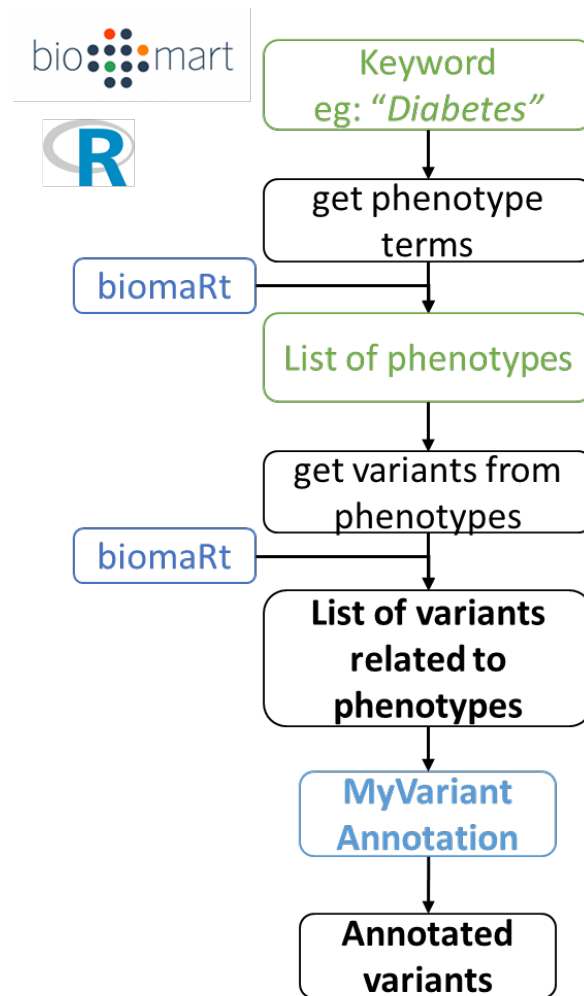 bio mart
R
Keyword
eg: “Diabetes”
get phenotype
terms
biomaRt
List of phenotypes
get variants from
phenotypes
biomaRt
List of variants
related to
phenotypes
MyVariant
Annotation
Annotated
variants